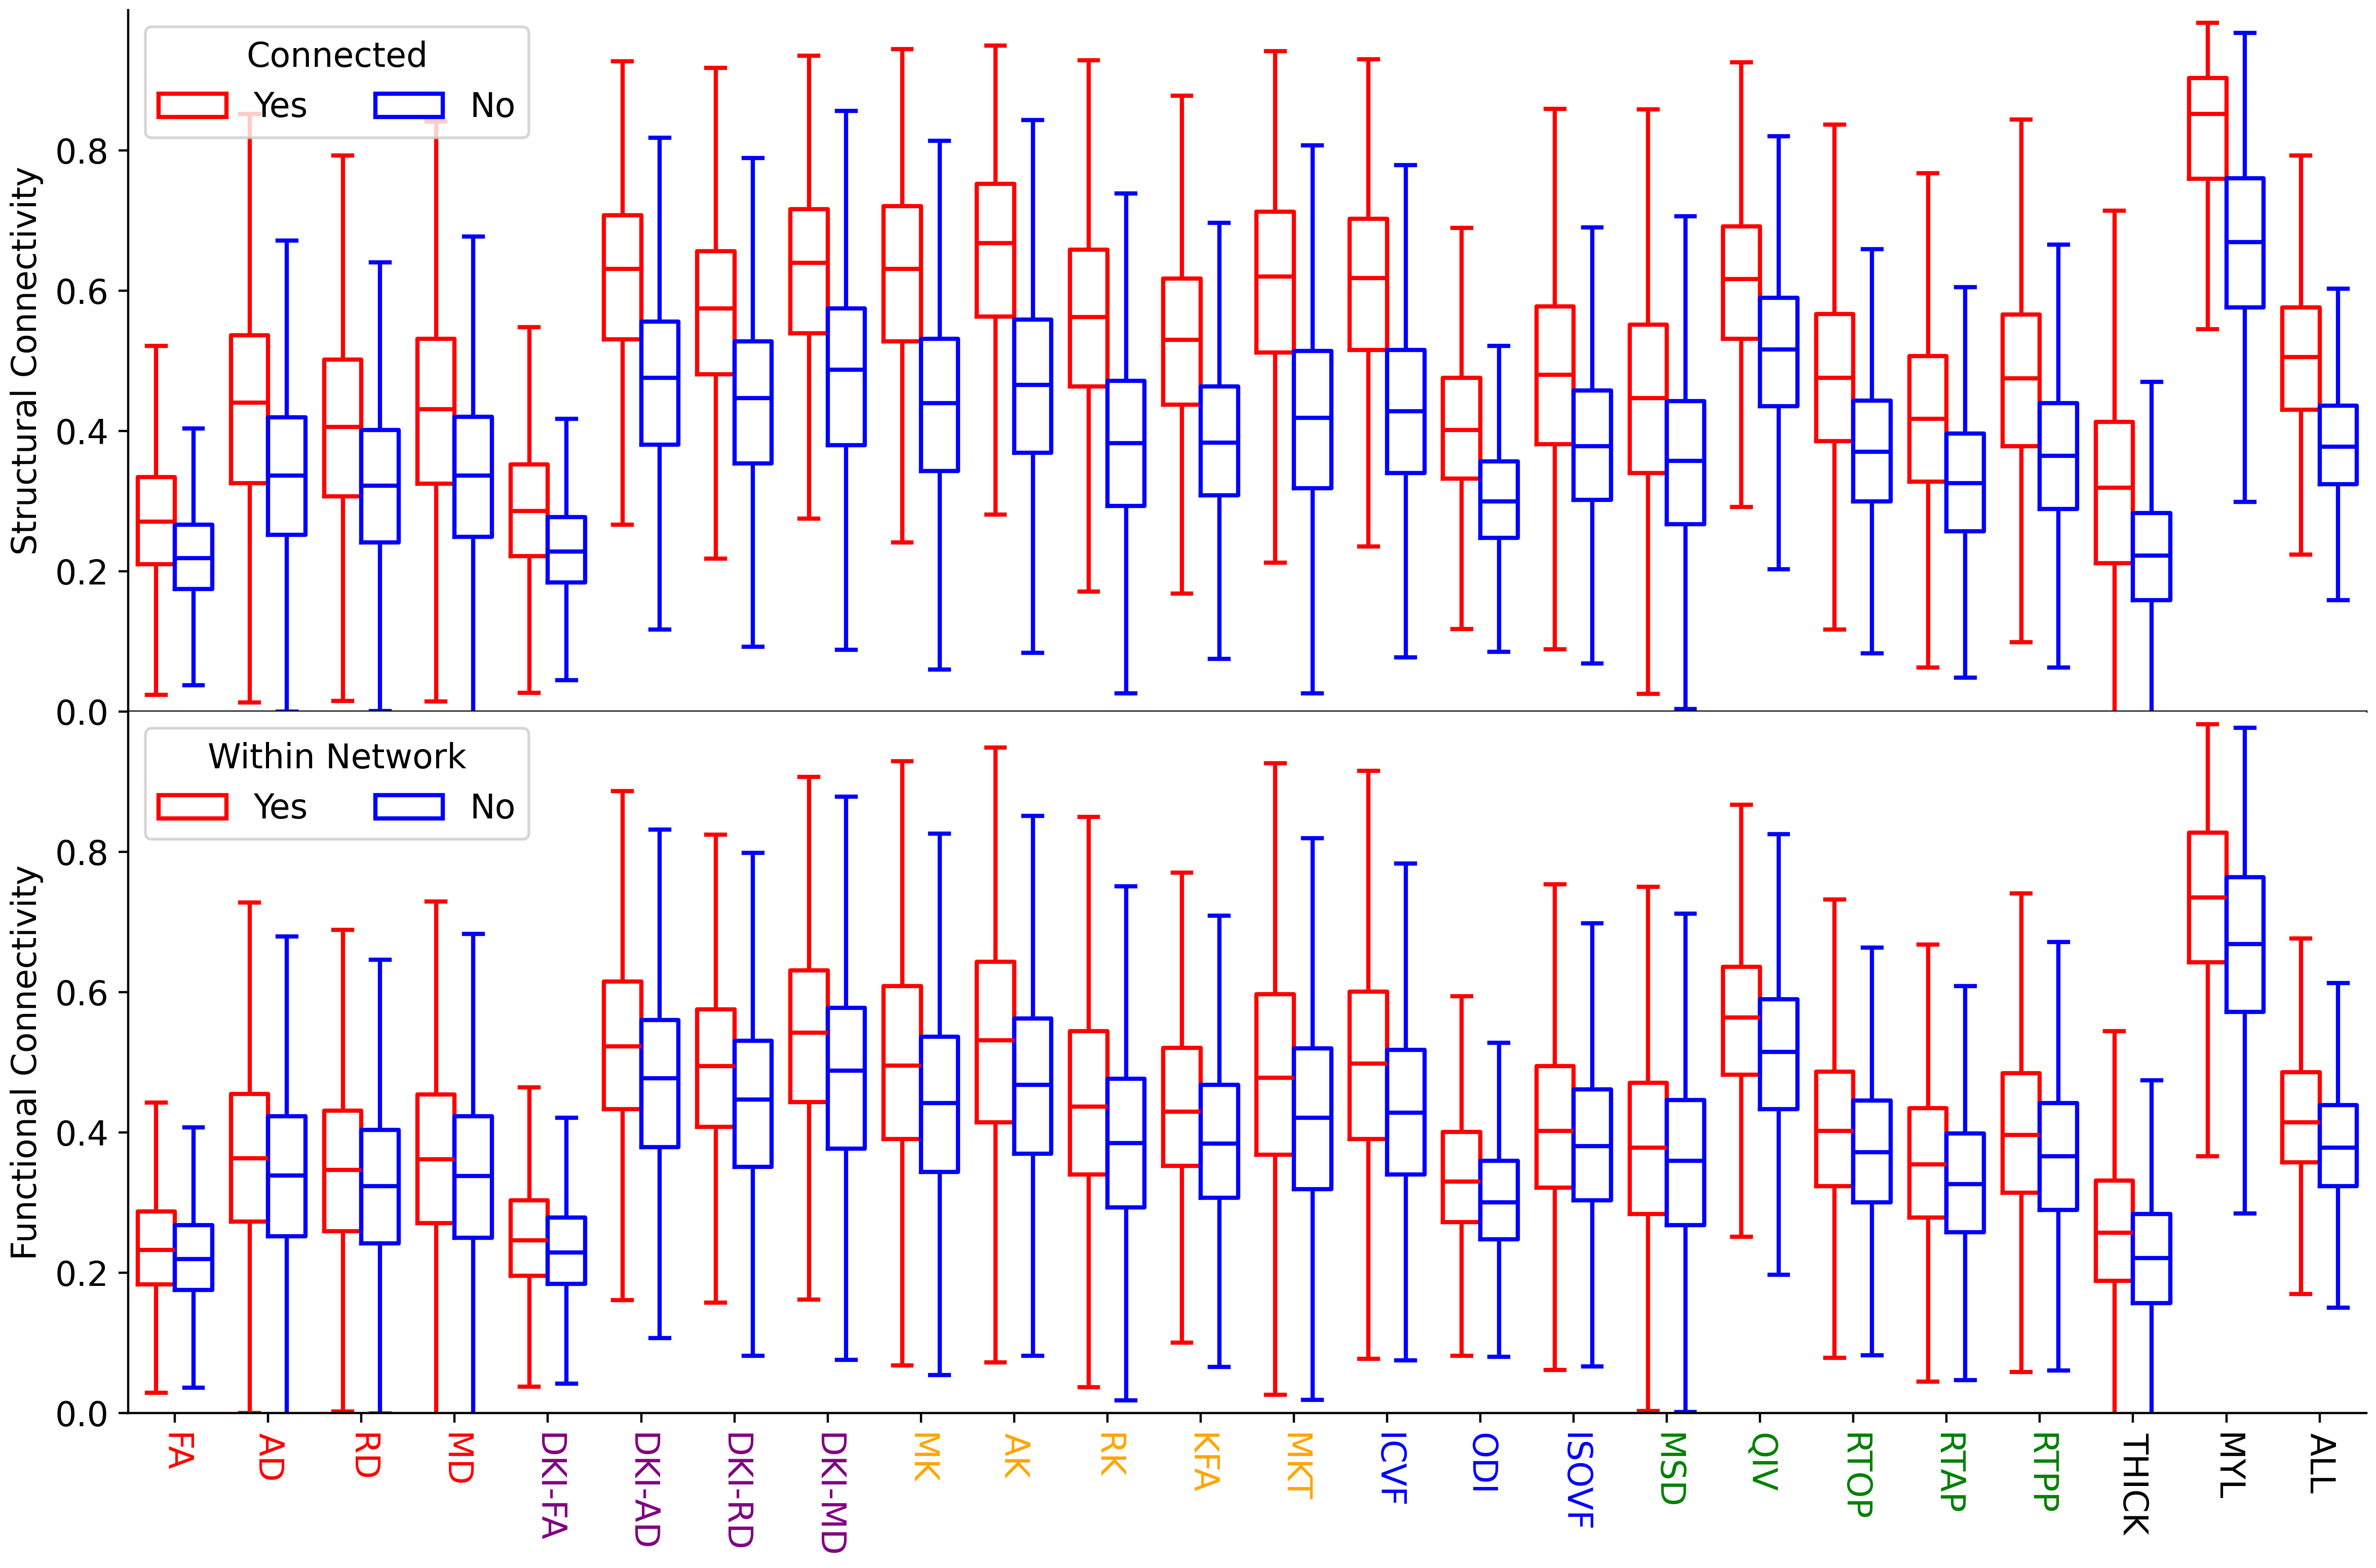 Connected
Yes No
Structural Connectivity
0.8
0.6
0.4
0.2
0.0
Within Network
Yes No
Functional Connectivity
0.8
0.6
0.4
0.2
0.0
FA AD RD MD DKI-FA DKI-AD DKI-RD DKI-MD MK AK RK KFA MKT ICVF ODI ISOVF MSD QIV RTOP RTAP RTPP THICK MYL ALL